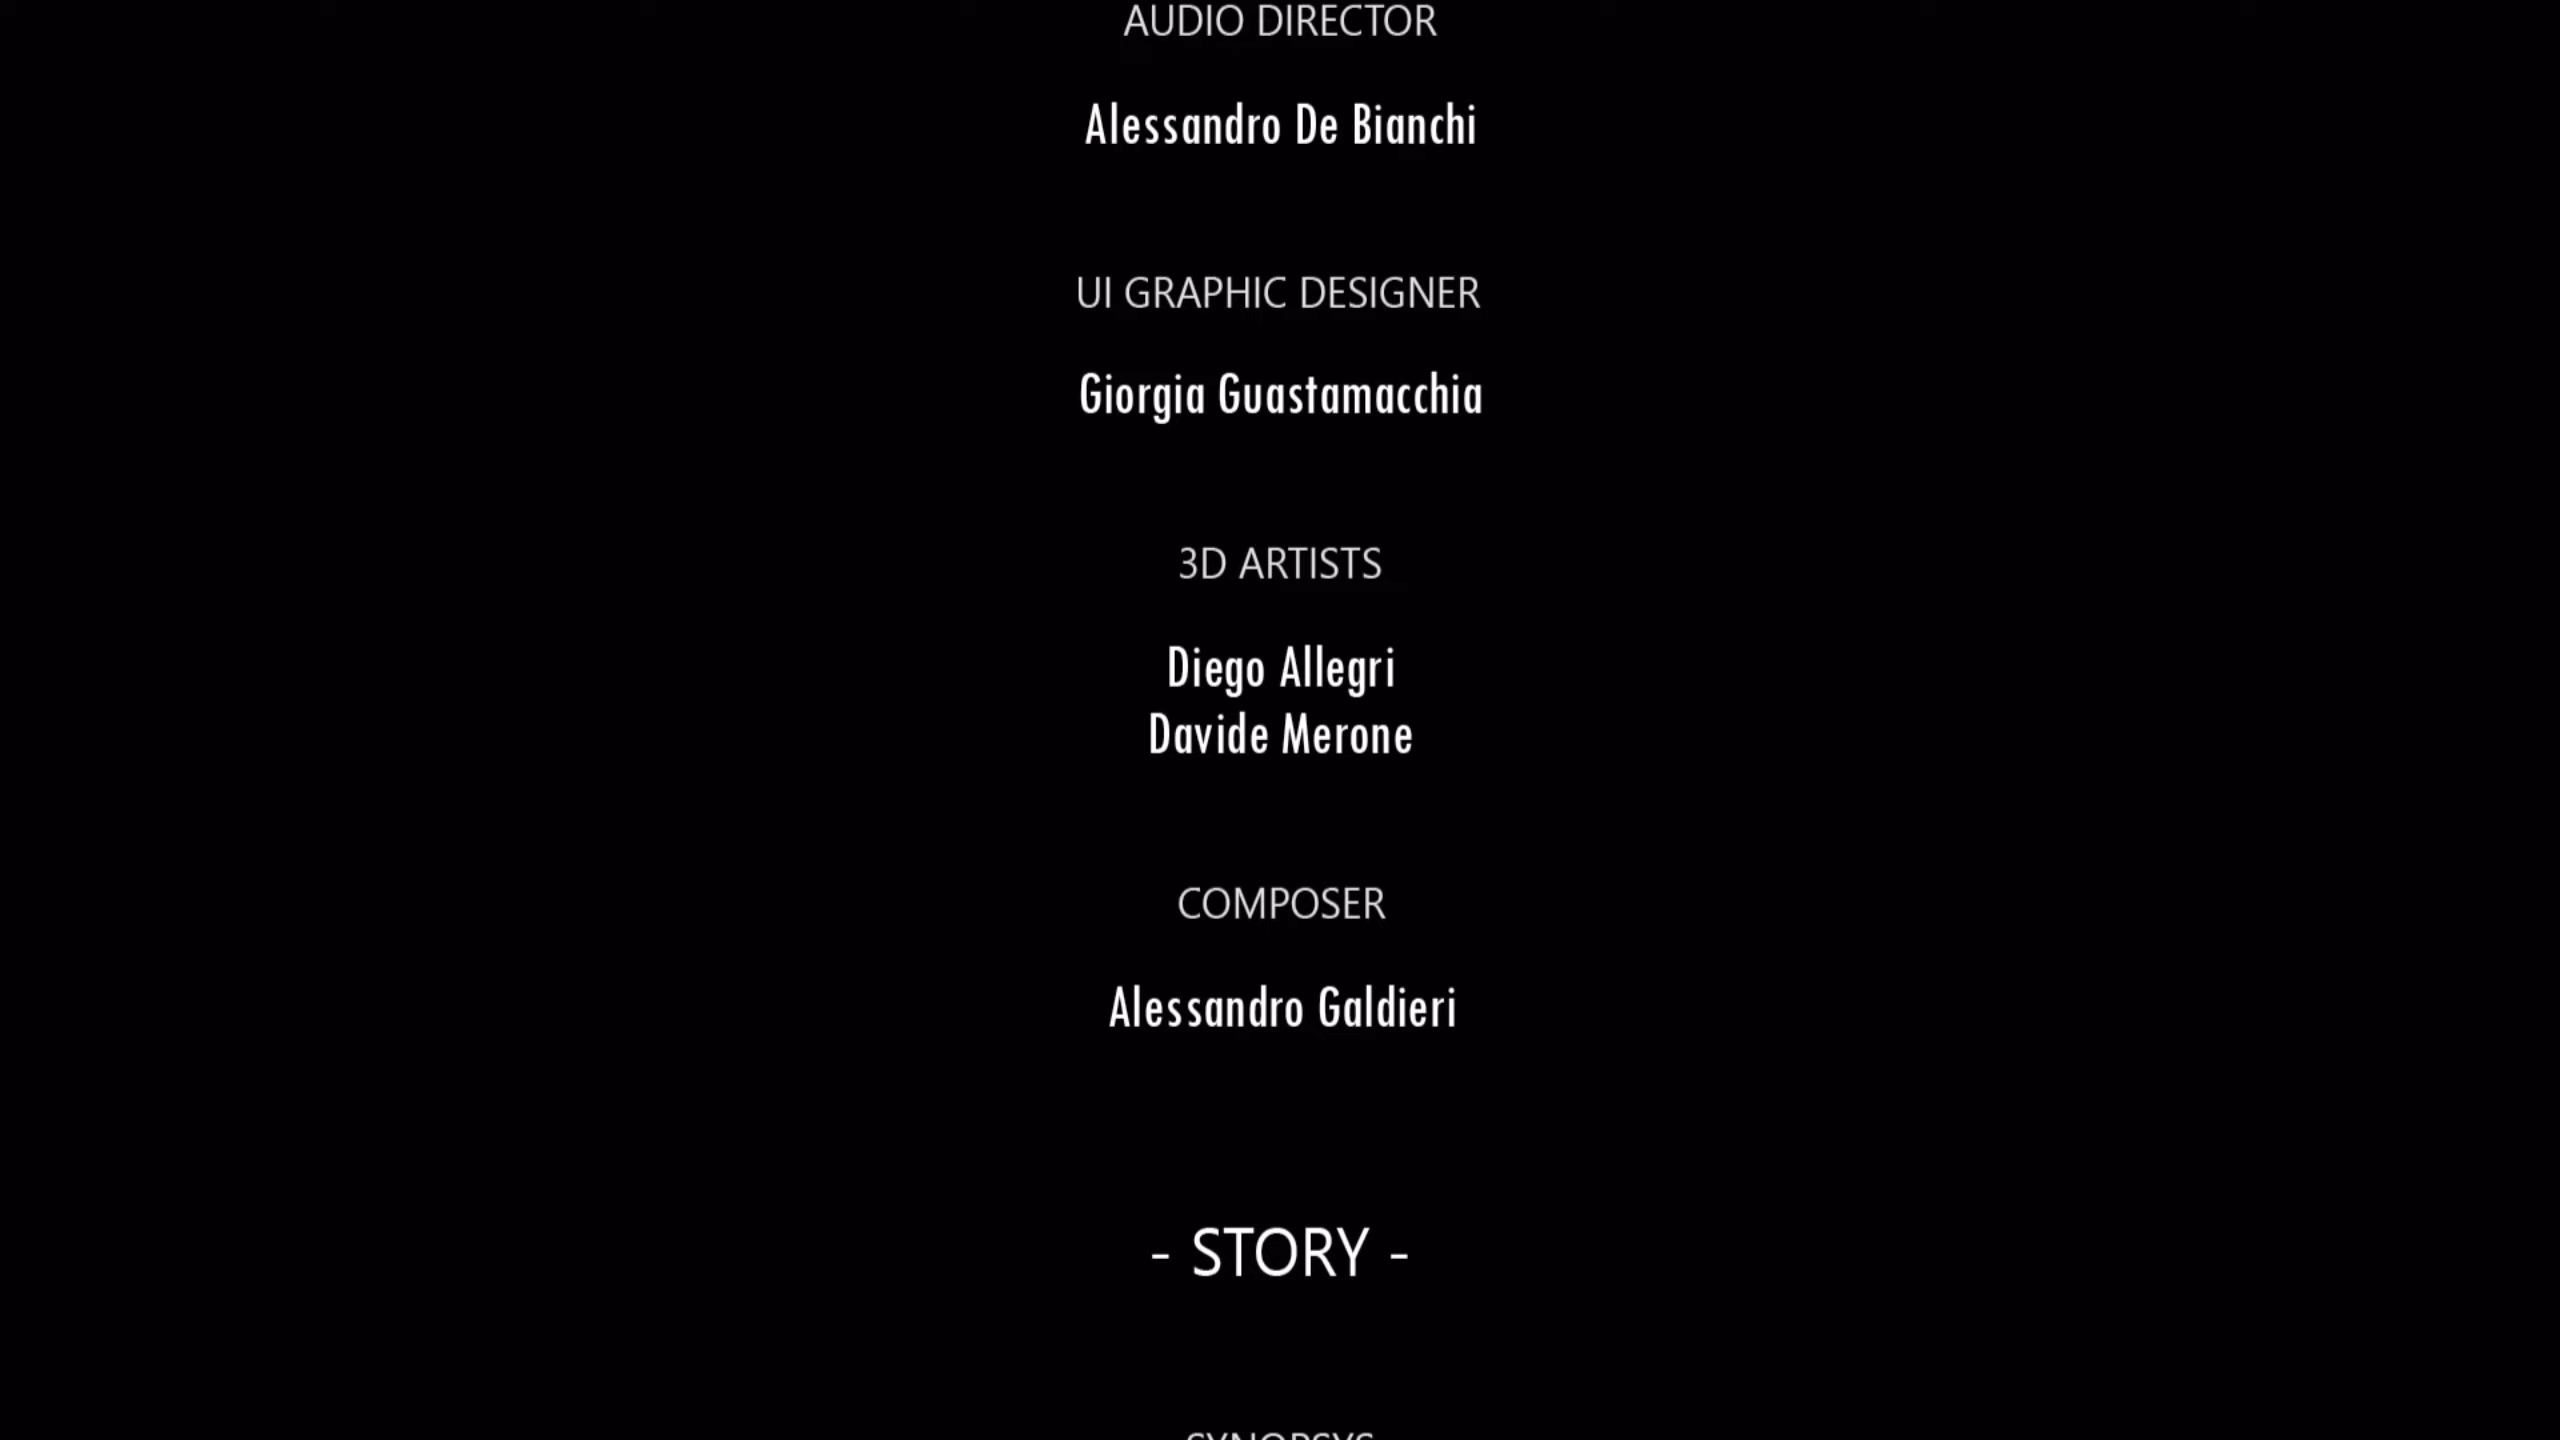 AUDIO DIRECTOR
Alessandro De Bianchi
UI GRAPHIC DESIGNER
Giorgia Guastamacchia
3D ARTISTS
Diego Allegri
Davide Merone
COMPOSER
Alessandro Galdieri
- STORY -
SYNOPSYS